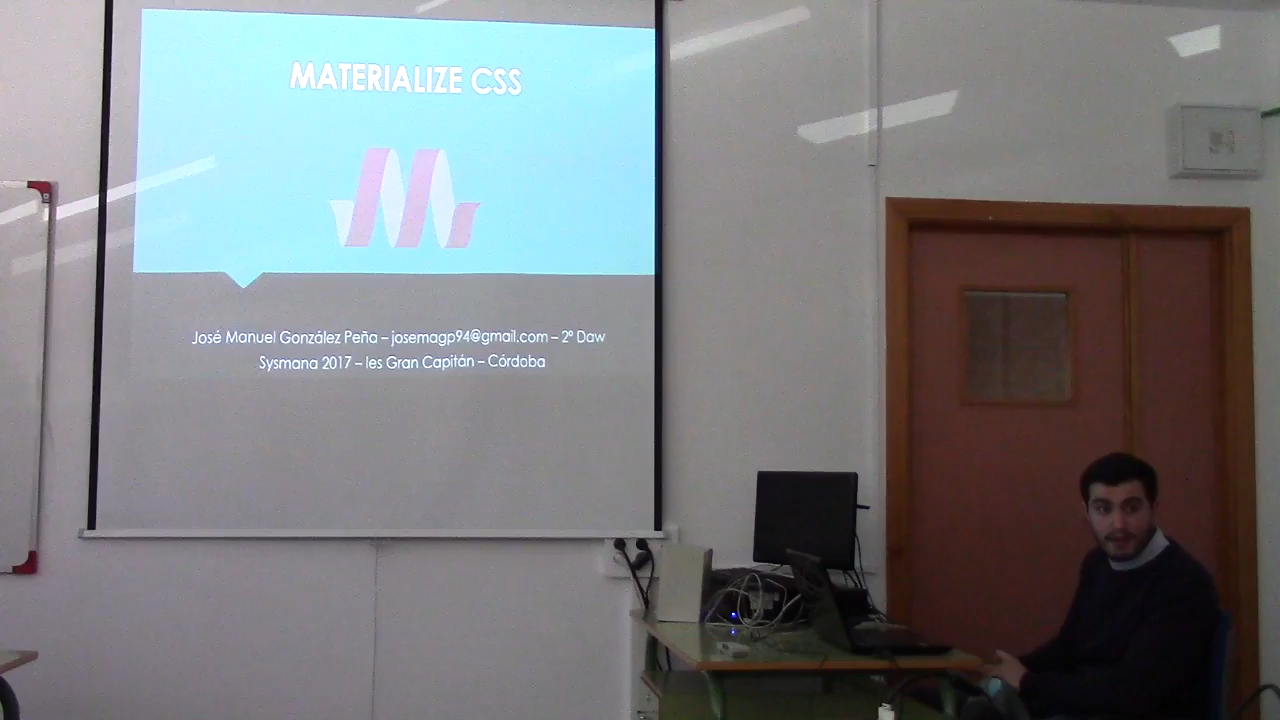 MATERIALIZE CSS
José Manuel González Peña – josemagp94@gmail.com – 2º Daw
Sysmana 2017 – Ies Gran Capitán – Córdoba